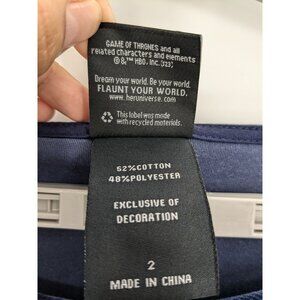 GAME OF THRONES and all
related characters and elements
©&™ HBO, Inc.(s23)
Dream your world. Be your world.
FLAUNT YOUR WORLD.
www.heruniverse.com
This label was made
with recycled materials.
52%COTTON
48%POLYESTER
EXCLUSIVE OF
DECORATION
2
MADE IN CHINA